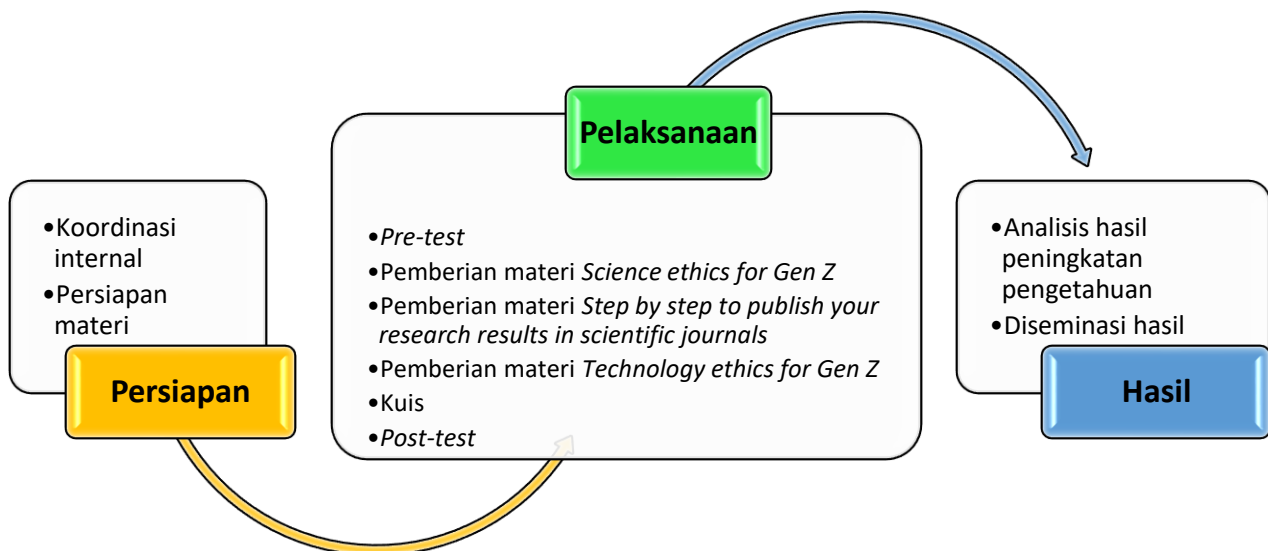 •Koordinasi
internal
•Persiapan
materi
Persiapan
Pelaksanaan
•Pre-test
•Pemberian materi Science ethics for Gen Z
•Pemberian materi Step by step to publish your
research results in scientific journals
•Pemberian materi Technology ethics for Gen Z
•Kuis
•Post-test
•Analisis hasil
peningkatan
pengetahuan
•Diseminasi hasil
Hasil